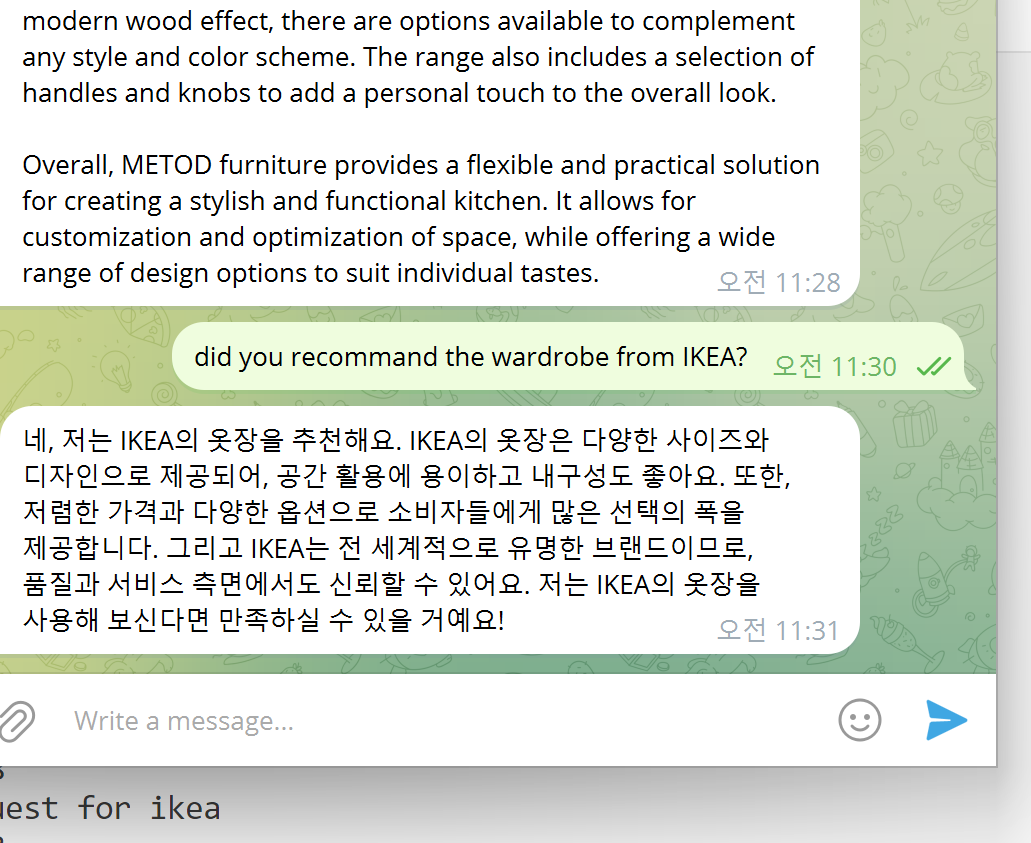 modern wood effect, there are options available to complement
any style and color scheme. The range also includes a selection of
handles and knobs to add a personal touch to the overall look.
Overall, METOD furniture provides a flexible and practical solution
for creating a stylish and functional kitchen. It allows for
customization and optimization of space, while offering a wide
range of design options to suit individual tastes.
오전 11:28
did you recommand the wardrobe from IKEA?
오전 11:30
네, 저는 IKEA의 옷장을 추천해요. IKEA의 옷장은 다양한 사이즈와
디자인으로 제공되어, 공간 활용에 용이하고 내구성도 좋아요. 또한,
저렴한 가격과 다양한 옵션으로 소비자들에게 많은 선택의 폭을
제공합니다. 그리고 IKEA는 전 세계적으로 유명한 브랜드이므로,
품질과 서비스 측면에서도 신뢰할 수 있어요. 저는 IKEA의 옷장을
사용해 보신다면 만족하실 수 있을 거예요!
오전 11:31
Write a message...
for ikea